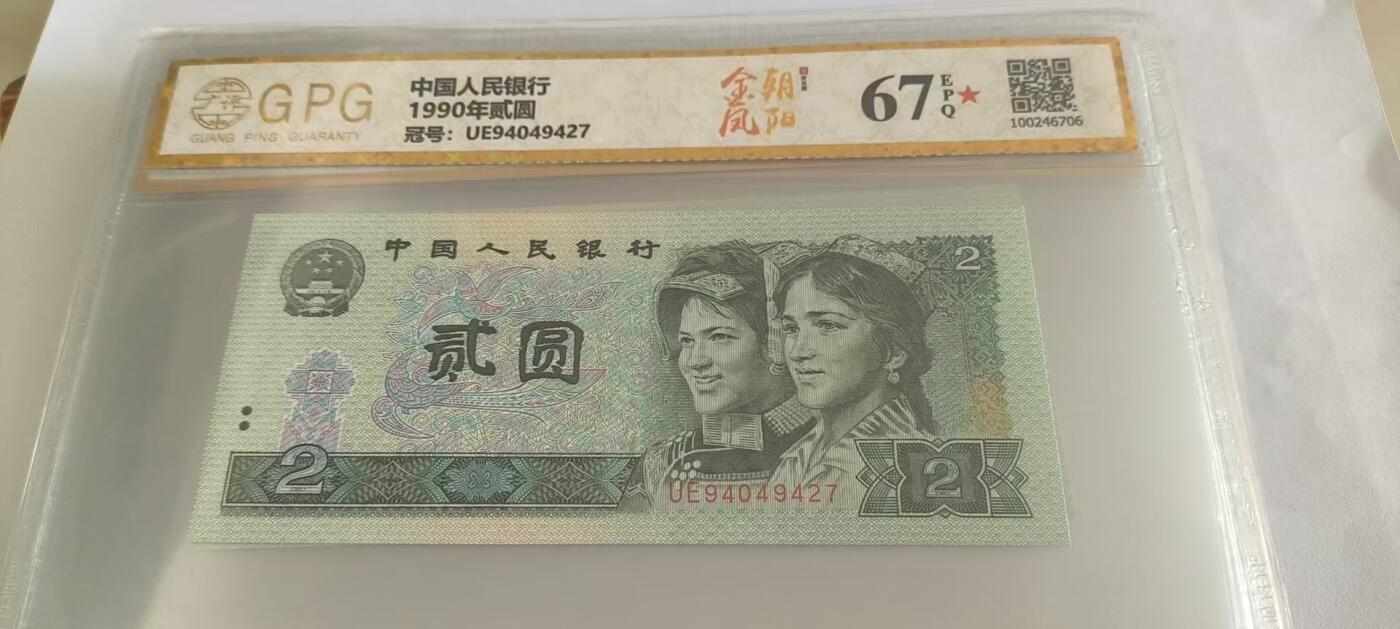 GPG
GUANG PING GUARANTY
中国人民银行
1990年贰圆
冠号：UE94049427
金凤
朝阳
67
EPQ★
100246706
中国人民银行
2
贰圆
2
UE94049427
2